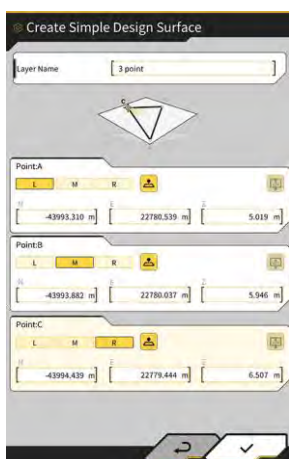 Create Simple Design Surface
Layer Name [ 3 point ]
C
Point:A
L M R
N E Z
[ -43993.310 m] [ 22780.539 m] [ 5.019 m]
Point:B
L M R
N E Z
[ -43993.882 m] [ 22780.037 m] [ 5.946 m]
Point:C
L M R
N E Z
[ -43994.439 m] [ 22779.444 m] [ 6.507 m]